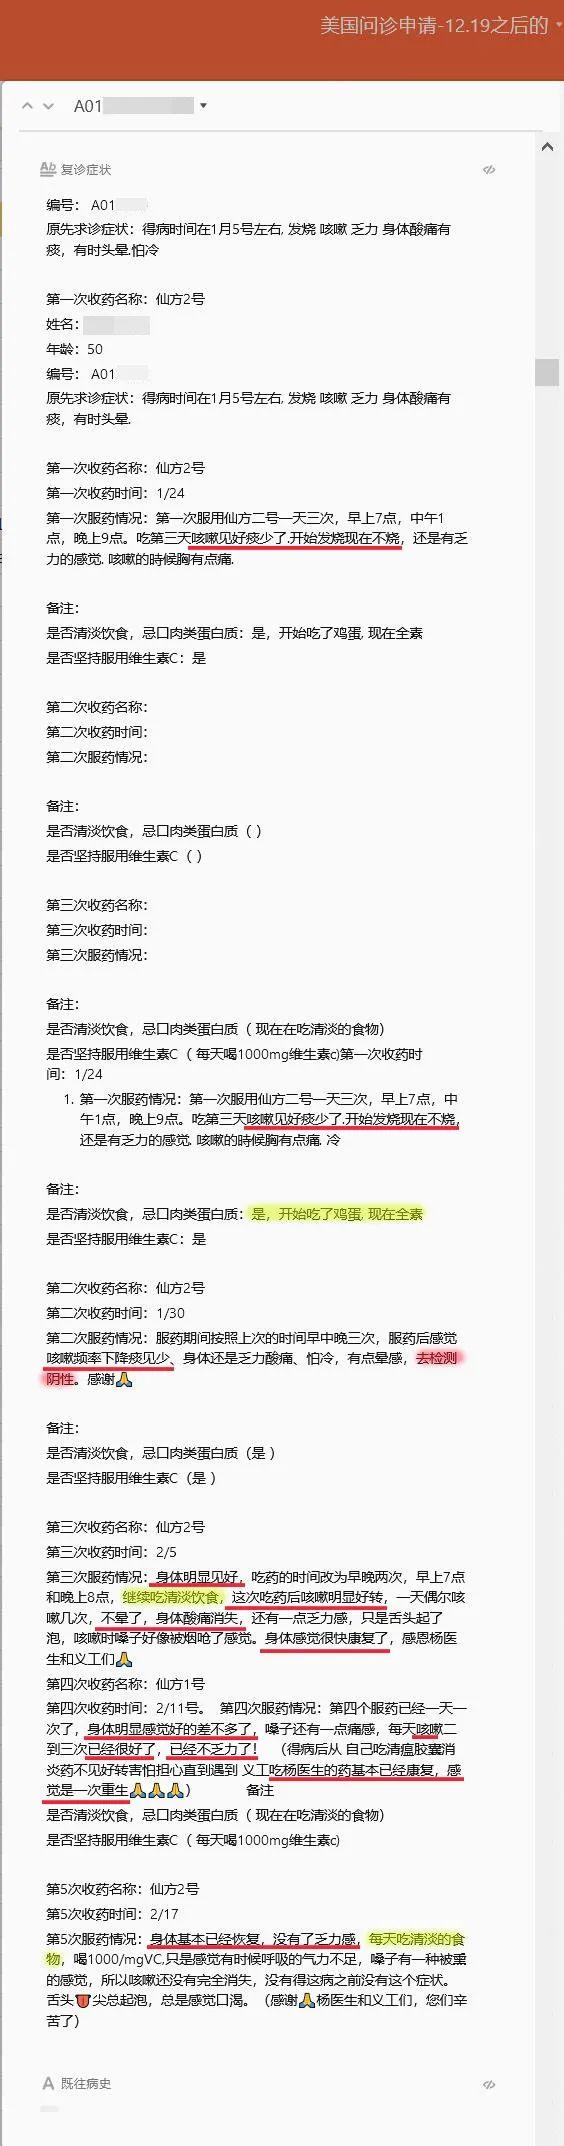 美国问诊申请-12.19之后的
A01
复诊症状
编号： A01
原先求诊症状：得病时间在1月5号左右, 发烧 咳嗽 乏力 身体酸痛有
痰，有时头晕.怕冷
第一次收药名称：仙方2号
姓名：
年龄：50
编号： A01
原先求诊症状：得病时间在1月5号左右, 发烧 咳嗽 乏力 身体酸痛有
痰，有时头晕.
第一次收药名称：仙方2号
第一次收药时间：1/24
第一次服药情况：第一次服用仙方二号一天三次，早上7点，中午1
点，晚上9点。吃第三天咳嗽见好痰少了.开始发烧现在不烧，还是有乏
力的感觉. 咳嗽的時候胸有点痛.
备注：
是否清淡饮食，忌口肉类蛋白质：是，开始吃了鸡蛋, 现在全素
是否坚持服用维生素C：是
第二次收药名称：
第二次收药时间：
第二次服药情况：
备注：
是否清淡饮食，忌口肉类蛋白质（ ）
是否坚持服用维生素C（ ）
第三次收药名称：
第三次收药时间：
第三次服药情况：
备注：
是否清淡饮食，忌口肉类蛋白质（ 现在在吃清淡的食物）
是否坚持服用维生素C（ 每天喝1000mg维生素c)第一次收药时
间：1/24
1. 第一次服药情况：第一次服用仙方二号一天三次，早上7点，中
午1点，晚上9点。吃第三天咳嗽见好痰少了.开始发烧现在不烧，
还是有乏力的感觉. 咳嗽的時候胸有点痛. 冷
备注：
是否清淡饮食，忌口肉类蛋白质：是，开始吃了鸡蛋, 现在全素
是否坚持服用维生素C：是
第二次收药名称：仙方2号
第二次收药时间：1/30
第二次服药情况：服药期间按照上次的时间早中晚三次，服药后感觉
咳嗽频率下降痰见少、身体还是乏力酸痛、怕冷，有点晕感，去检测
阴性。感谢🙏
备注：
是否清淡饮食，忌口肉类蛋白质（是 ）
是否坚持服用维生素C（是 ）
第三次收药名称：仙方2号
第三次收药时间：2/5
第三次服药情况：身体明显见好，吃药的时间改为早晚两次，早上7点
和晚上8点，继续吃清淡饮食，这次吃药后咳嗽明显好转，一天偶尔咳
嗽几次，不晕了，身体酸痛消失，还有一点乏力感，只是舌头起了
泡，咳嗽时嗓子好像被烟呛了感觉。身体感觉很快康复了，感恩杨医
生和义工们🙏
第四次收药名称：仙方1号
第四次收药时间：2/11号。 第四次服药情况：第四个服药已经一天一
次了，身体明显感觉好的差不多了，嗓子还有一点痛感，每天咳嗽二
到三次已经很好了，已经不乏力了！ （得病后从 自己吃清瘟胶囊消
炎药不见好转害怕担心直到遇到 义工吃杨医生的药基本已经康复，感
觉是一次重生🙏🙏🙏） 备注
是否清淡饮食，忌口肉类蛋白质（ 现在在吃清淡的食物）
是否坚持服用维生素C（ 每天喝1000mg维生素c)
第5次收药名称：仙方2号
第5次收药时间：2/17
第5次服药情况：身体基本已经恢复，没有了乏力感，每天吃清淡的食
物，喝1000/mgVC,只是感觉有时候呼吸的气力不足，嗓子有一种被熏
的感觉，所以咳嗽还没有完全消失，没有得这病之前没有这个症状。
舌头👅尖总起泡，总是感觉口渴。（感谢🙏杨医生和义工们，您们辛
苦了）
既往病史